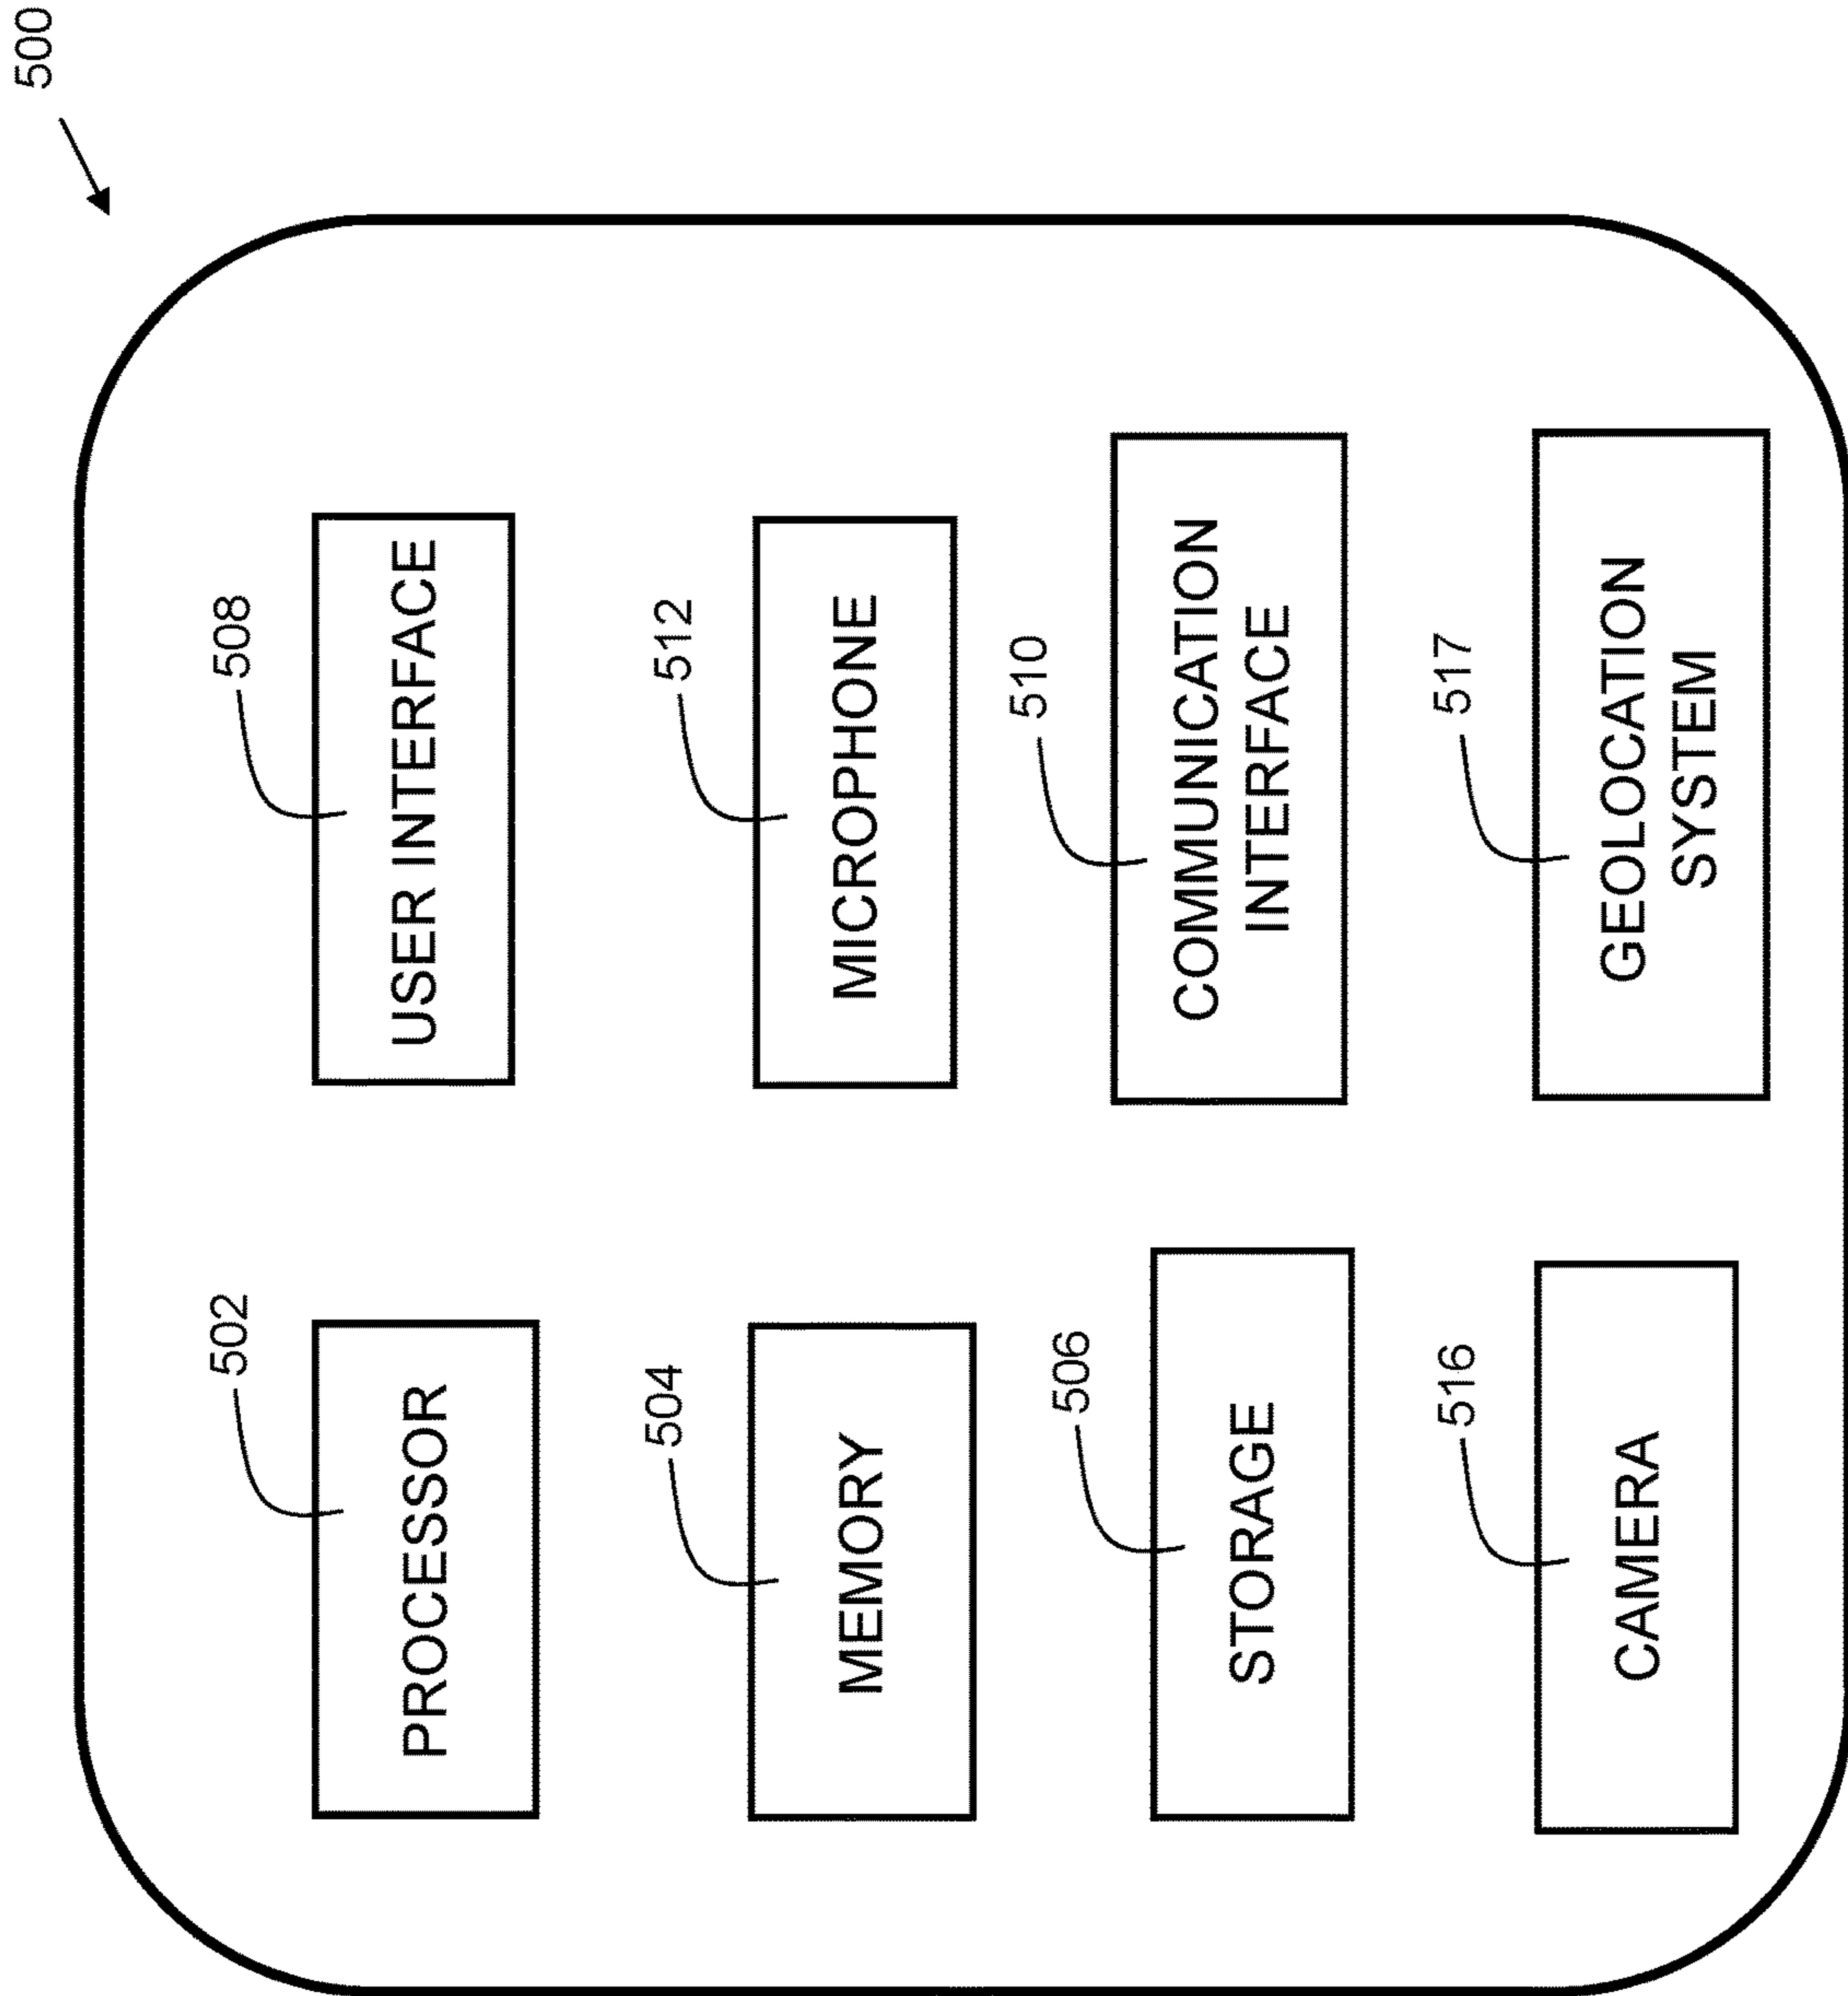 500
502
PROCESSOR
508
USER INTERFACE
504
MEMORY
512
MICROPHONE
506
STORAGE
510
COMMUNICATION
INTERFACE
516
CAMERA
517
GEOLOCATION
SYSTEM